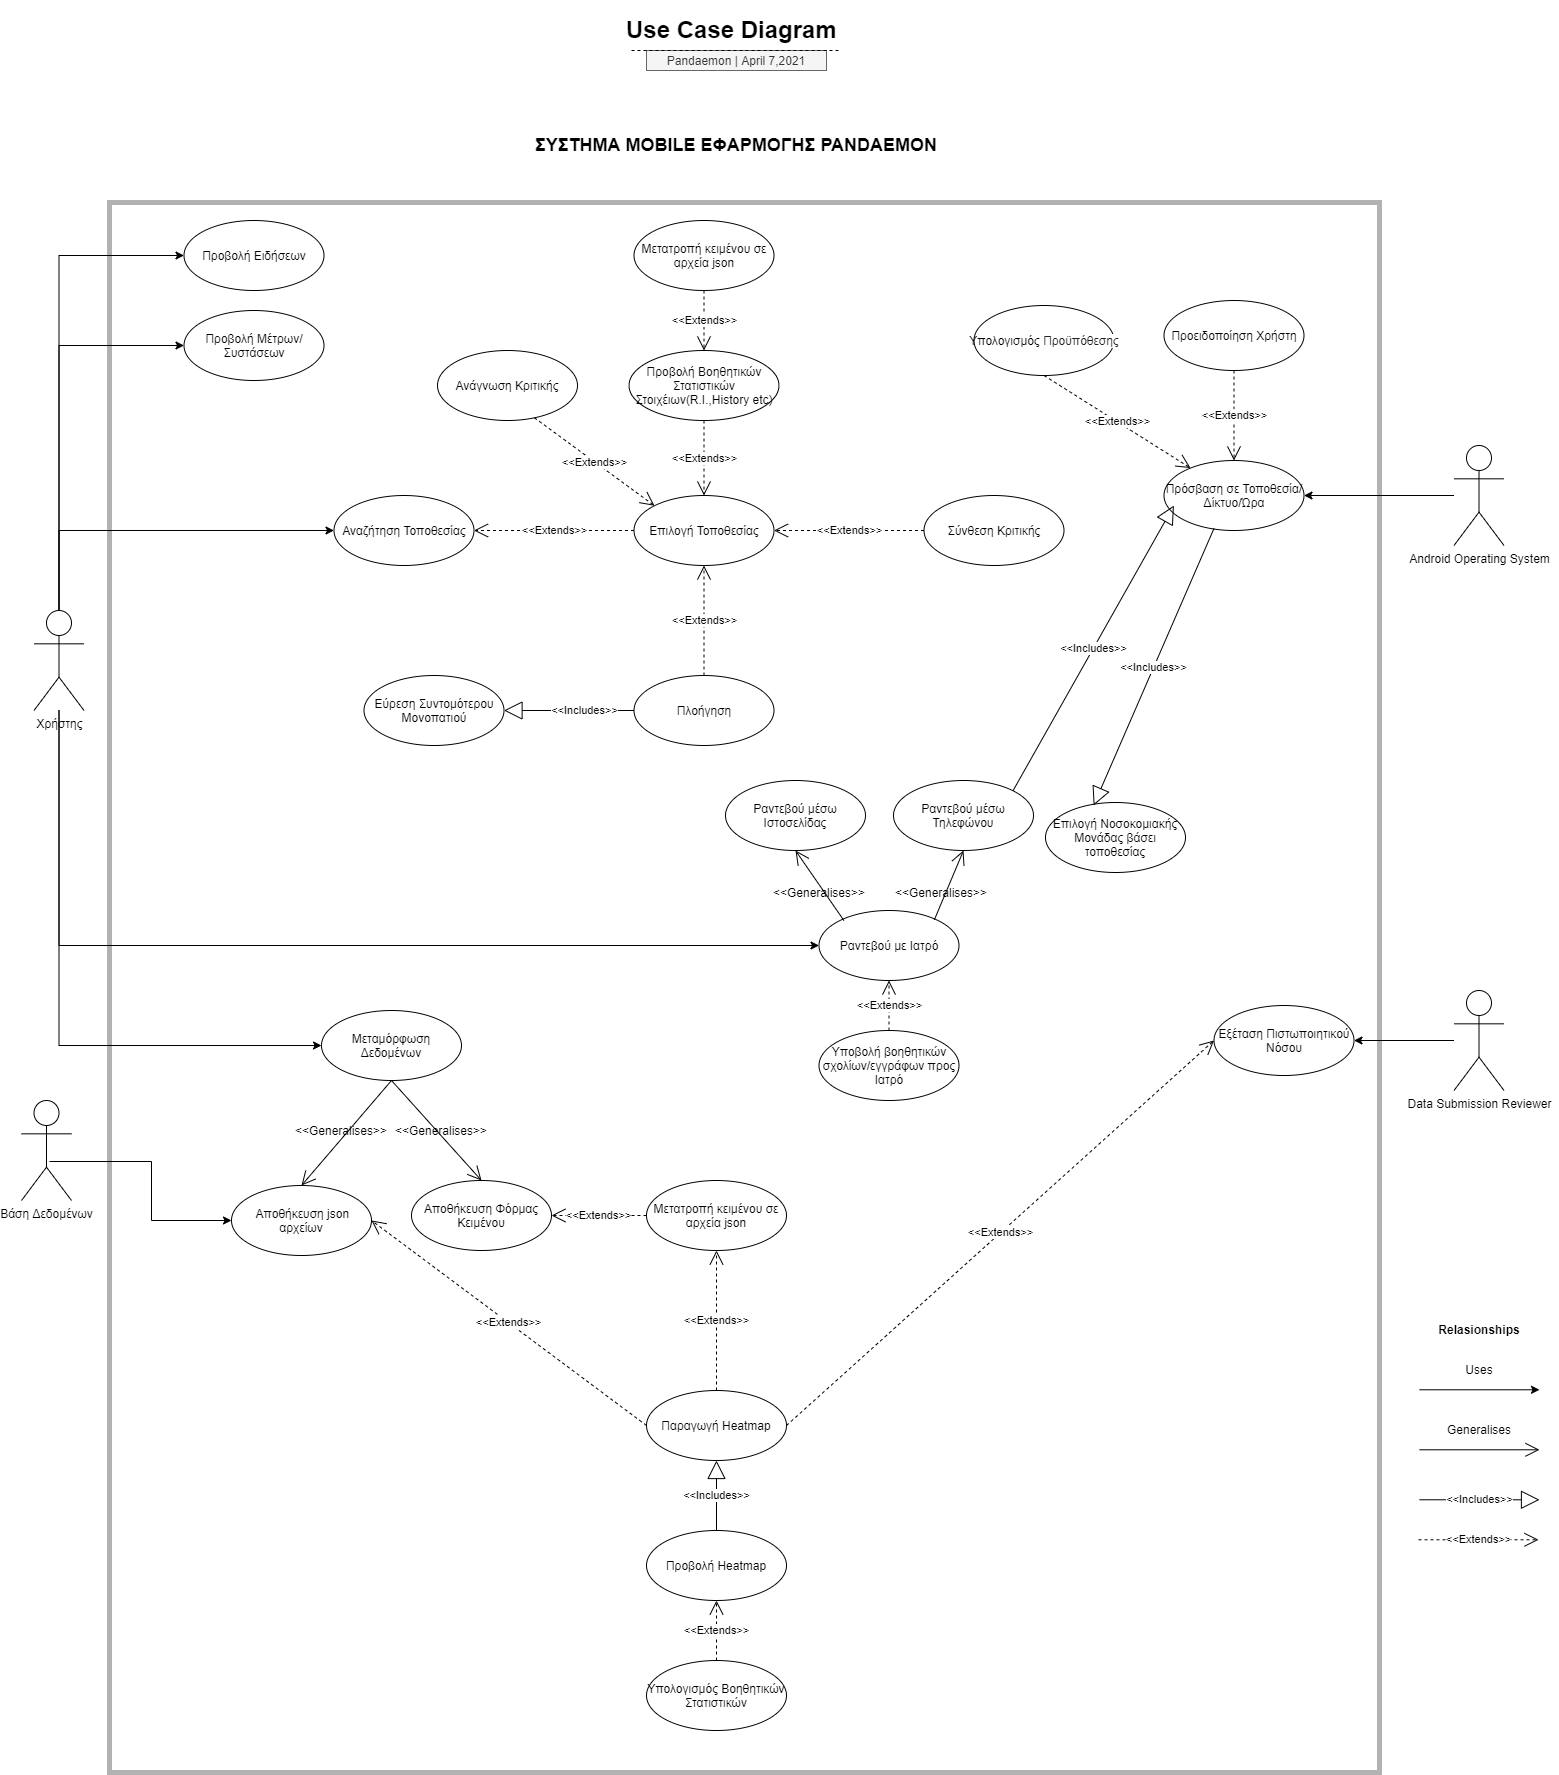 Use Case Diagram
Pandaemon | April 7,2021
ΣΥΣΤΗΜΑ MOBILE ΕΦΑΡΜΟΓΗΣ PANDAEMON
Προβολή Ειδήσεων
Μετατροπή κειμένου σε
αρχεία json
<<Extends>>
Προβολή Μέτρων/
Συστάσεων
Υπολογισμός Προϋπόθεσης
Προειδοποίηση Χρήστη
Ανάγνωση Κριτικής
Προβολή Βοηθητικών
Στατιστικών
Στοιχέιων(R.I.,History etc)
<<Extends>>
<<Extends>>
<<Extends>>
<<Extends>>
Πρόσβαση σε Τοποθεσία/
Δίκτυο/Ώρα
Android Operating System
Αναζήτηση Τοποθεσίας
<<Extends>>
Επιλογή Τοποθεσίας
<<Extends>>
Σύνθεση Κριτικής
<<Extends>>
<<Includes>>
<<Includes>>
Χρήστης
Εύρεση Συντομότερου
Μονοπατιού
<<Includes>>
Πλοήγηση
Ραντεβού μέσω
Ιστοσελίδας
Ραντεβού μέσω
Τηλεφώνου
Επιλογή Νοσοκομιακής
Μονάδας βάσει
τοποθεσίας
<<Generalises>>
<<Generalises>>
Ραντεβού με Ιατρό
<<Extends>>
Υποβολή βοηθητικών
σχολίων/εγγράφων προς
Ιατρό
Μεταμόρφωση
Δεδομένων
Εξέταση Πιστωποιητικού
Νόσου
Data Submission Reviewer
<<Generalises>>
<<Generalises>>
Βάση Δεδομένων
Αποθήκευση json
αρχείων
Αποθήκευση Φόρμας
Κειμένου
<<Extends>>
Μετατροπή κειμένου σε
αρχεία json
<<Extends>>
<<Extends>>
<<Extends>>
Παραγωγή Heatmap
<<Includes>>
Προβολή Heatmap
<<Extends>>
Υπολογισμός Βοηθητικών
Στατιστικών
Relasionships
Uses
Generalises
<<Includes>>
<<Extends>>